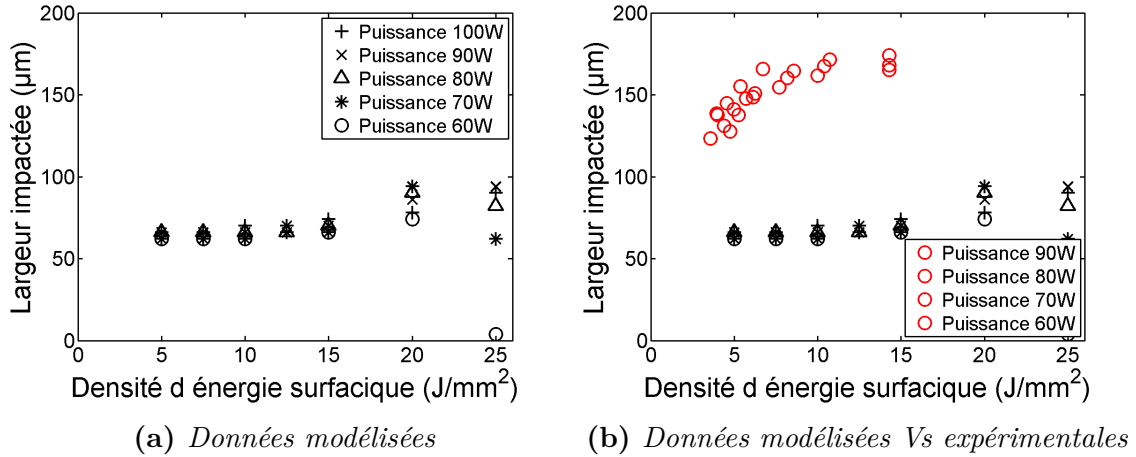 200
150
100
50
0
Largeur impactée (µm)
Puissance 100W
Puissance 90W
Puissance 80W
Puissance 70W
Puissance 60W
0 5 10 15 20 25
Densité d énergie surfacique (J/mm²)
(a) Données modélisées
200
150
100
50
0
Largeur impactée (µm)
Puissance 90W
Puissance 80W
Puissance 70W
Puissance 60W
0 5 10 15 20 25
Densité d énergie surfacique (J/mm²)
(b) Données modélisées Vs expérimentales